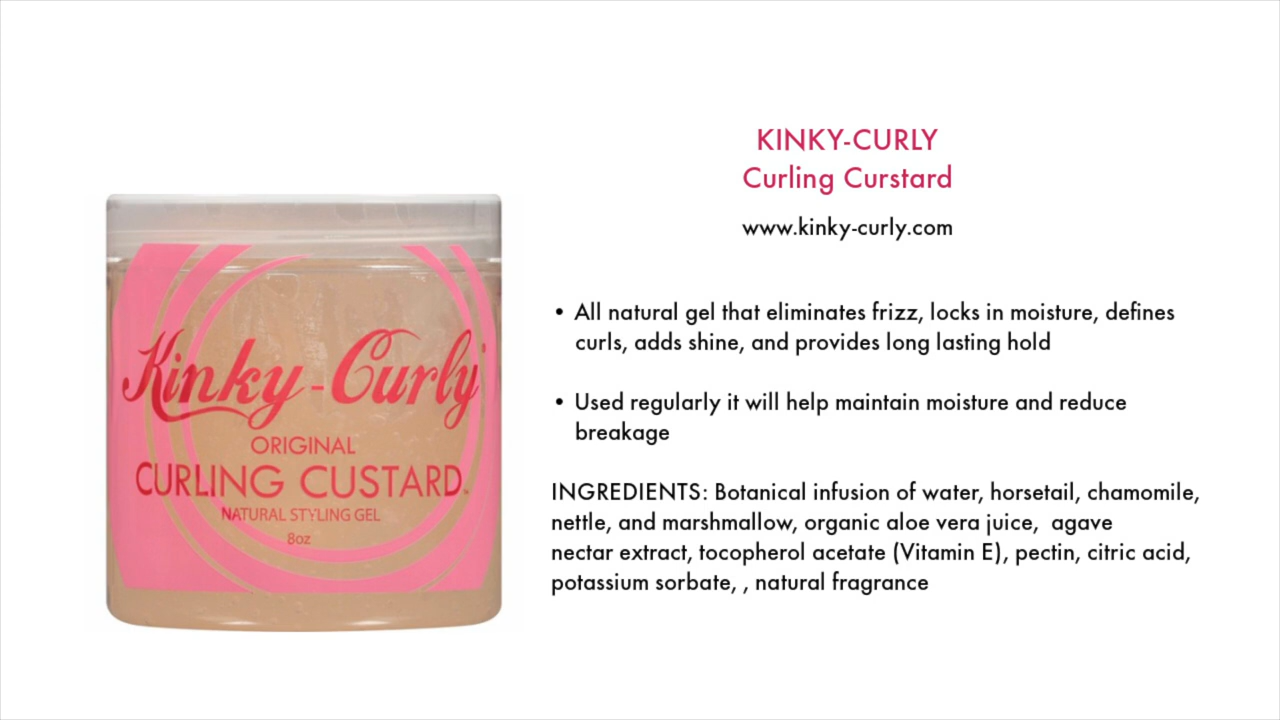 Kinky-Curly
ORIGINAL
CURLING CUSTARD
NATURAL STYLING GEL
8oz
KINKY-CURLY
Curling Curstard
www.kinky-curly.com
• All natural gel that eliminates frizz, locks in moisture, defines
curls, adds shine, and provides long lasting hold
• Used regularly it will help maintain moisture and reduce
breakage
INGREDIENTS: Botanical infusion of water, horsetail, chamomile,
nettle, and marshmallow, organic aloe vera juice,  agave
nectar extract, tocopherol acetate (Vitamin E), pectin, citric acid,
potassium sorbate, , natural fragrance